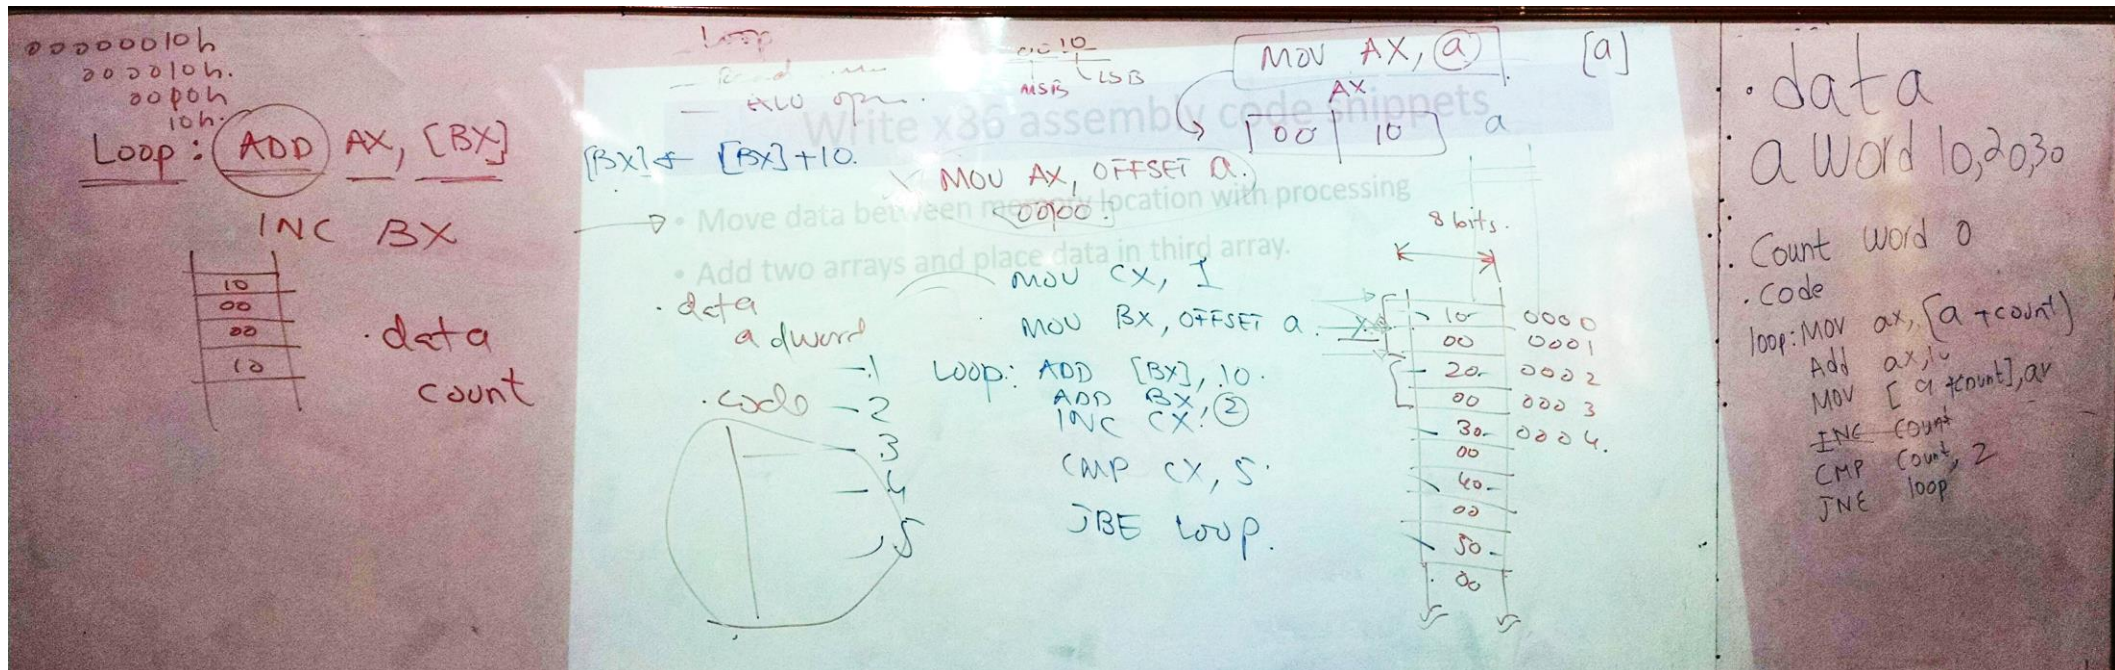 000000010h
000010h.
0010h
10h.
Loop: ADD AX, [BX]
INC BX
10
00
00
10
.data
count
Loop
ALU
0010
MSB
LSB
MOV AX, a
[a]
AX
00 10 a
Write x86 assembly code snippets
[BX] ← [BX]+10.
MOV AX, OFFSET a.
0000.
• Move data between memory location with processing
• Add two arrays and place data in third array.
.data
a dword
.code
1
2
3
4
5
MOV CX, 1
MOV BX, OFFSET a.
LOOP: ADD [BX], 10.
ADD BX, 2
INC CX.
CMP CX, 5.
JBE Loop.
8 bits.
10 0000
00 0001
20 0002
00 0003
30 0004.
00
40
00
50
00
.data
a Word 10,20,30
Count word 0
.code
loop: Mov ax, [a + count]
Add ax, 10
MOV [a + count], ax
INC count
CMP Count, 2
JNE loop